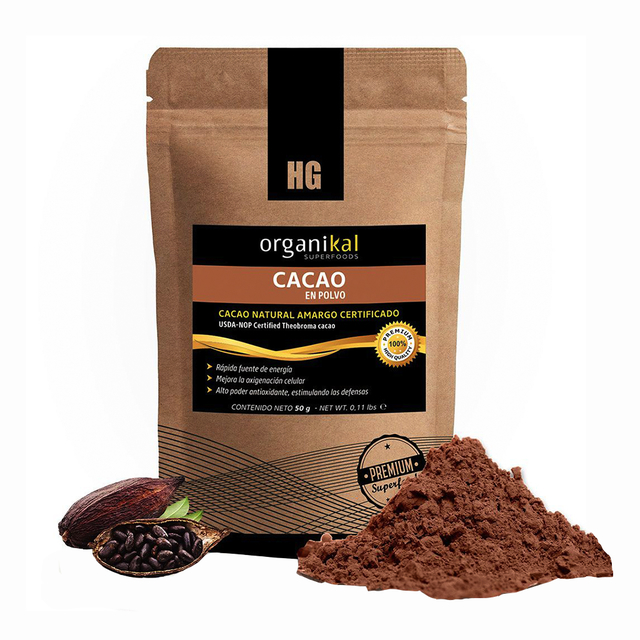 HG
organikal
SUPERFOODS
CACAO
EN POLVO
CACAO NATURAL AMARGO CERTIFICADO
USDA-NOP Certified Theobroma cacao
PREMIUM
100%
HIGH QUALITY
Rápida fuente de energía
Mejora la oxigenación celular
Alto poder antioxidante, estimulando las defensas
CONTENIDO NETO 50 g - NET WT. 0.11 lbs ℮
PREMIUM